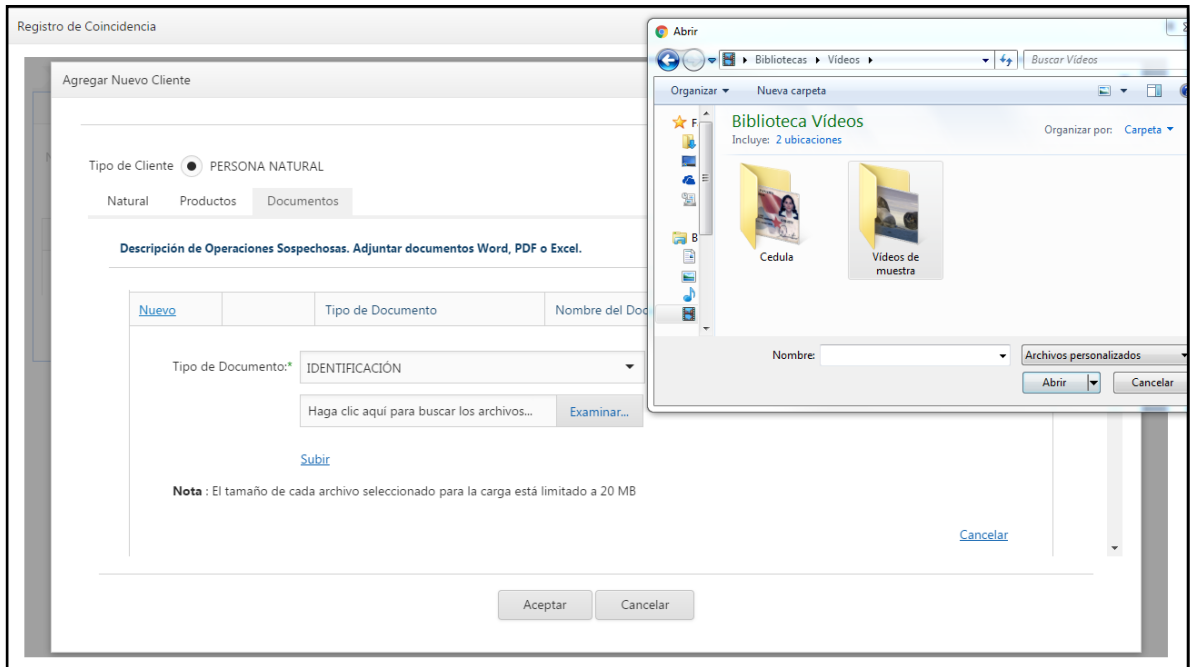 Registro de Coincidencia
Agregar Nuevo Cliente
Tipo de Cliente PERSONA NATURAL
Natural Productos Documentos
Descripción de Operaciones Sospechosas. Adjuntar documentos Word, PDF o Excel.
Nuevo Tipo de Documento Nombre del Doc
Tipo de Documento:* IDENTIFICACIÓN
Haga clic aquí para buscar los archivos... Examinar...
Subir
Nota : El tamaño de cada archivo seleccionado para la carga está limitado a 20 MB
Cancelar
Aceptar Cancelar
Abrir
Bibliotecas Vídeos Buscar Vídeos
Organizar Nueva carpeta
F
B
Biblioteca Vídeos
Incluye: 2 ubicaciones
Organizar por: Carpeta
Cedula
Vídeos de
muestra
Nombre: Archivos personalizados
Abrir Cancelar